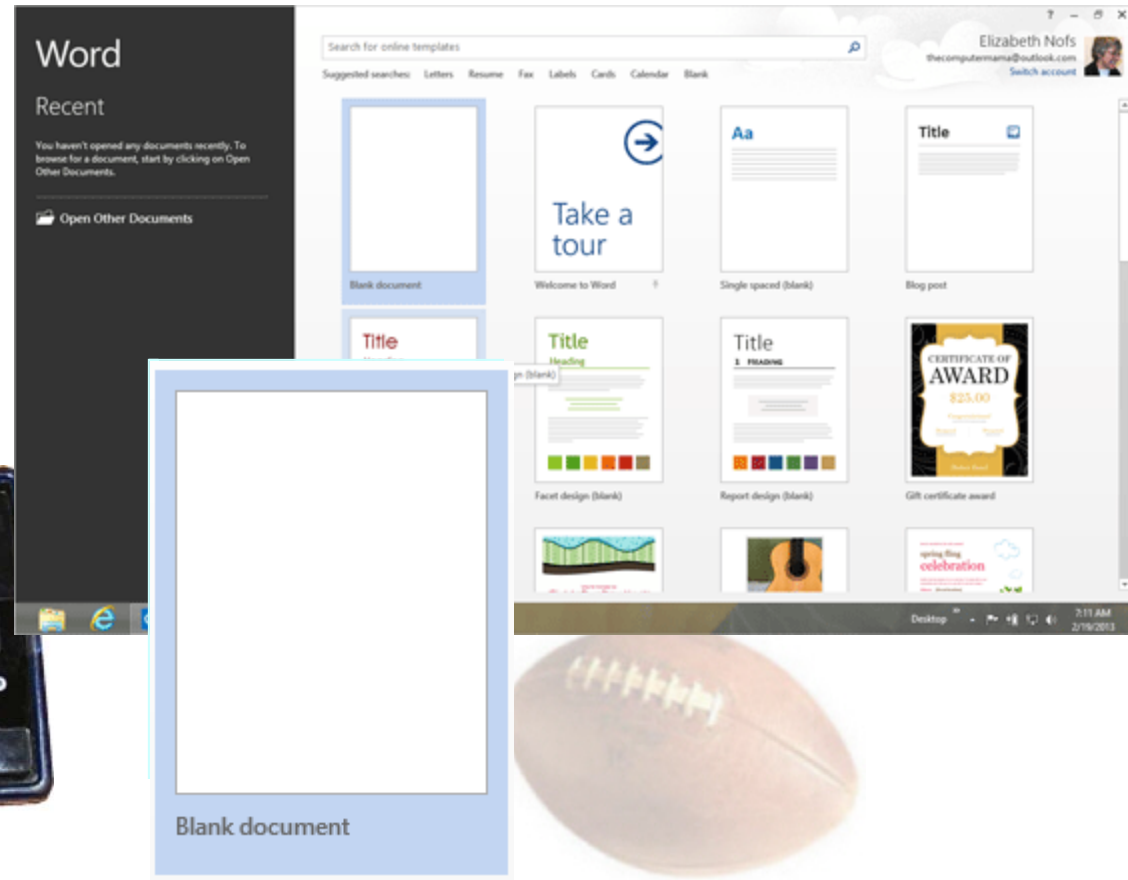 ?
Word
Search for online templates
Elizabeth Nofs
thecomputermama@outlook.com
Switch account
Suggested searches: Letters Resume Fax Labels Cards Calendar Blank
Recent
You haven't opened any documents recently. To
browse for a document, start by clicking on Open
Other Documents.
Open Other Documents
Take a
tour
Aa
Title
Blank document
Welcome to Word
Single spaced (blank)
Blog post
Title
Title
Heading
Title
1 HEADING
CERTIFICATE OF
AWARD
$25.00
(blank)
Facet design (blank)
Report design (blank)
Gift certificate award
spring fling
celebration
Desktop
7:11 AM
2/19/2013
Blank document